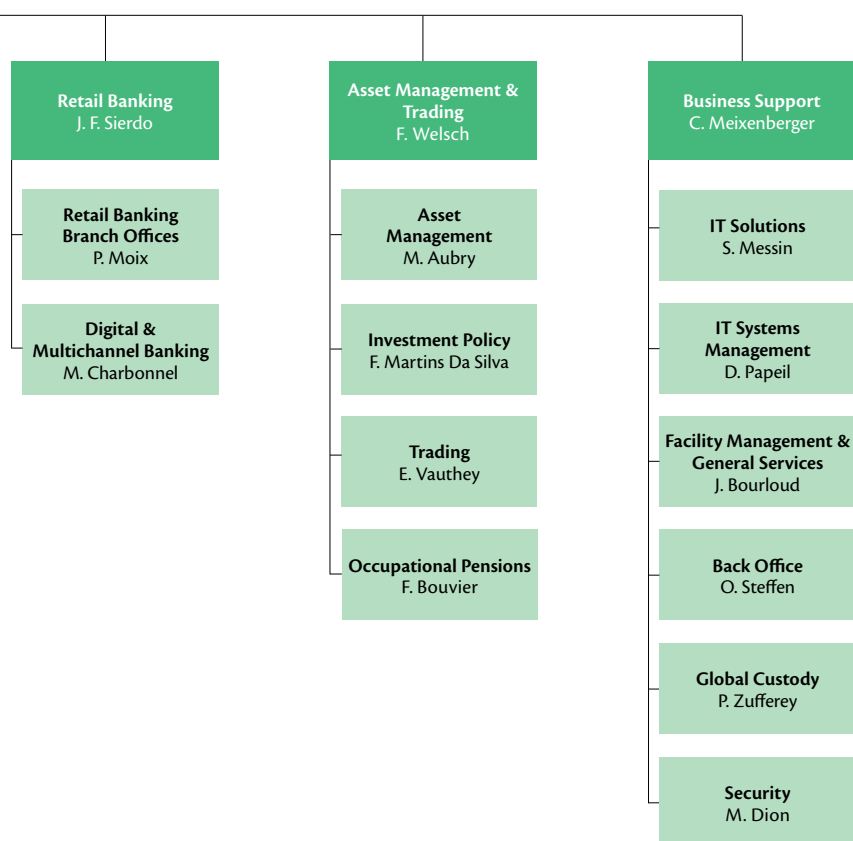 Retail Banking
J. F. Sierdo
Retail Banking
Branch Offices
P. Moix
Digital &
Multichannel Banking
M. Charbonnel
Asset Management &
Trading
F. Welsch
Asset
Management
M. Aubry
Investment Policy
F. Martins Da Silva
Trading
E. Vauthey
Occupational Pensions
F. Bouvier
Business Support
C. Meixenberger
IT Solutions
S. Messin
IT Systems
Management
D. Papeil
Facility Management &
General Services
J. Bourloud
Back Office
O. Steffen
Global Custody
P. Zufferey
Security
M. Dion